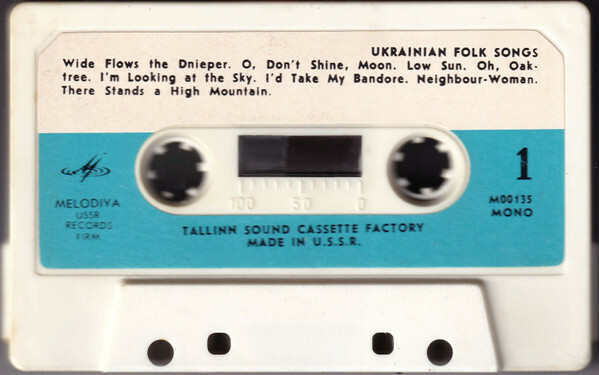 UKRAINIAN FOLK SONGS
Wide Flows the Dnieper. O, Don't Shine, Moon. Low Sun. Oh, Oak-
tree. I'm Looking at the Sky. I'd Take My Bandore. Neighbour-Woman.
There Stands a High Mountain.
1
MELODIYA
USSR
RECORDS
FIRM
100 50 0
M00135
MONO
TALLINN SOUND CASSETTE FACTORY
MADE IN U.S.S.R.